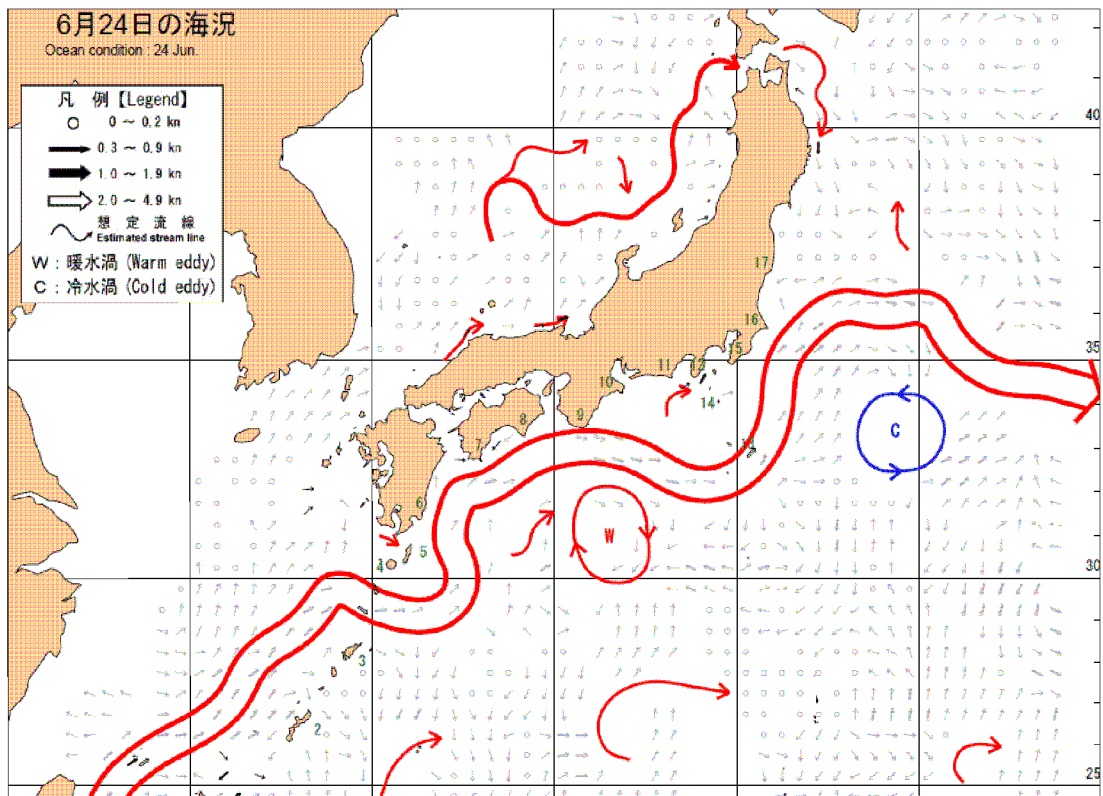 6月24日の海況
Ocean condition : 24 Jun.
凡 例【Legend】
0 ～ 0.2 kn
0.3 ～ 0.9 kn
1.0 ～ 1.9 kn
2.0 ～ 4.9 kn
想 定 流 線
Estimated stream line
W : 暖水渦 (Warm eddy)
C : 冷水渦 (Cold eddy)
40
17
16
35
15
11
10
14
9
8
7
C
6
W
5
4
30
3
2
25